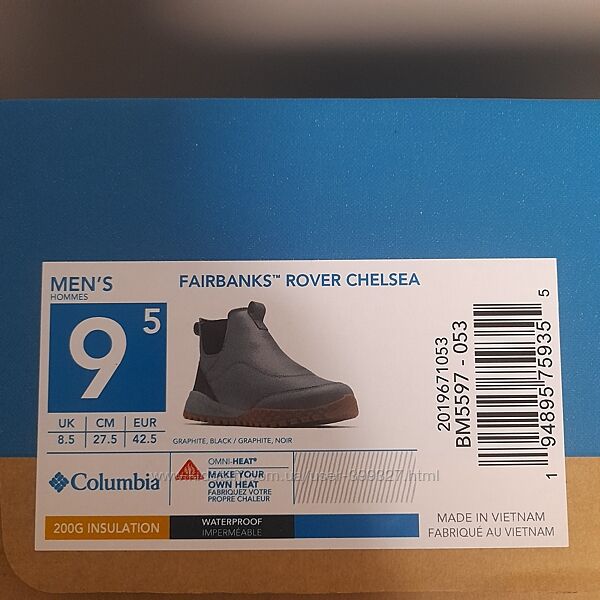 MEN'S
HOMMES
9 5
UK CM EUR
8.5 27.5 42.5
FAIRBANKS™ ROVER CHELSEA
GRAPHITE, BLACK / GRAPHITE, NOIR
Columbia
OMNI-HEAT®
MAKE YOUR
OWN HEAT
FABRIQUEZ VOTRE
PROPRE CHALEUR
200G INSULATION
WATERPROOF
IMPERMÉABLE
2019671053
BM5597 - 053
1 94895 75935 5
MADE IN VIETNAM
FABRIQUÉ AU VIETNAM